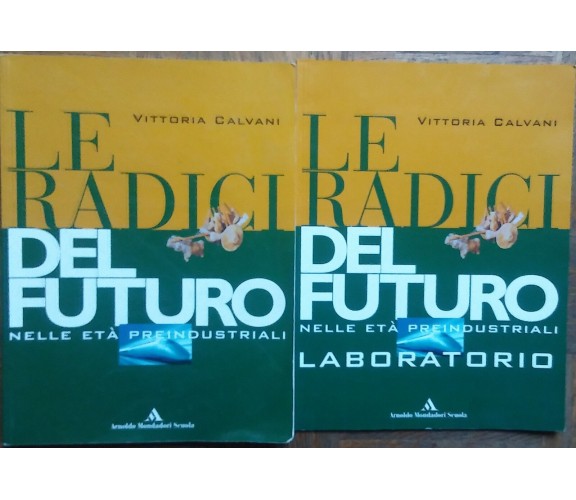 VITTORIA CALVANI
LE
RADICI
DEL
FUTURO
NELLE ETÀ PREINDUSTRIALI
Arnoldo Mondadori Scuola
VITTORIA CALVANI
LE
RADICI
DEL
FUTURO
NELLE ETÀ PREINDUSTRIALI
LABORATORIO
Arnoldo Mondadori Scuola